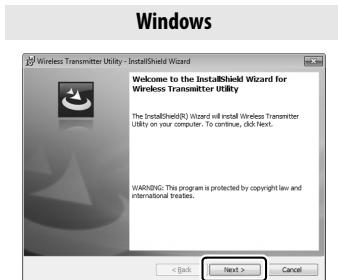 Windows
Wireless Transmitter Utility - InstallShield Wizard
Welcome to the InstallShield Wizard for
Wireless Transmitter Utility
The InstallShield(R) Wizard will install Wireless Transmitter
Utility on your computer. To continue, click Next.
WARNING: This program is protected by copyright law and
international treaties.
< Back
Next >
Cancel